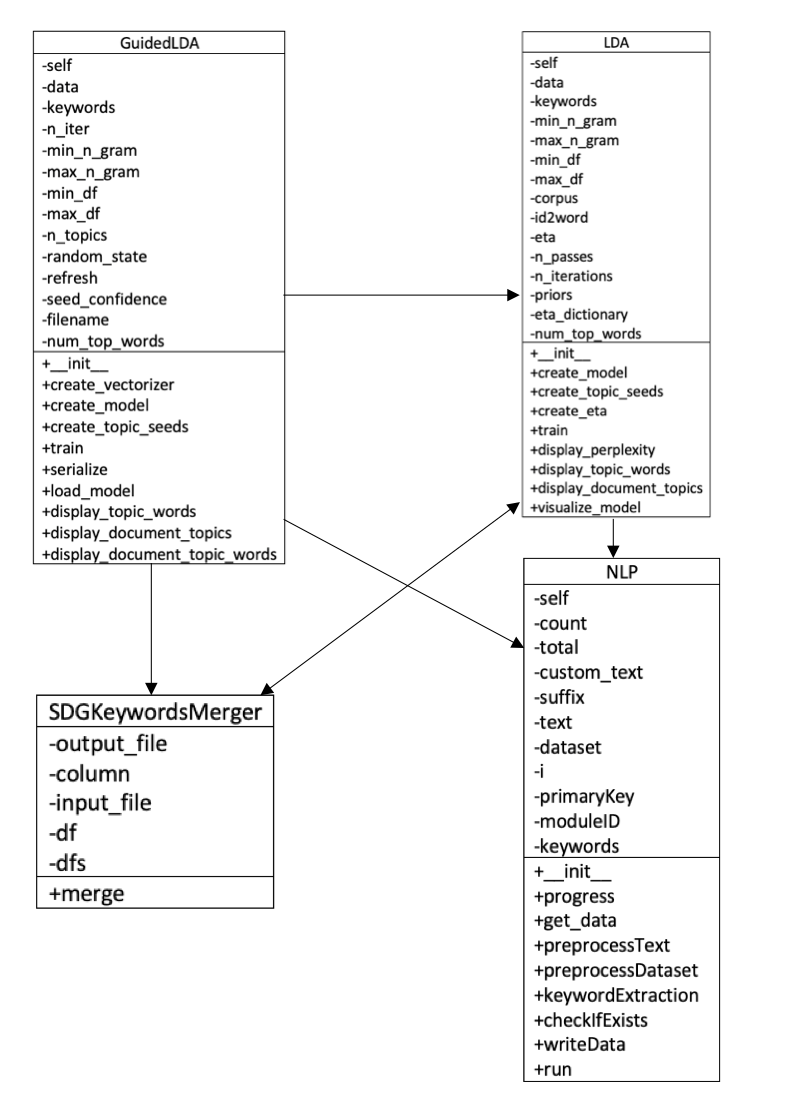 GuidedLDA
-self
-data
-keywords
-n_iter
-min_n_gram
-max_n_gram
-min_df
-max_df
-n_topics
-random_state
-refresh
-seed_confidence
-filename
-num_top_words
+__init__
+create_vectorizer
+create_model
+create_topic_seeds
+train
+serialize
+load_model
+display_topic_words
+display_document_topics
+display_document_topic_words
LDA
-self
-data
-keywords
-min_n_gram
-max_n_gram
-min_df
-max_df
-corpus
-id2word
-eta
-n_passes
-n_iterations
-priors
-eta_dictionary
-num_top_words
+__init__
+create_model
+create_topic_seeds
+create_eta
+train
+display_perplexity
+display_topic_words
+display_document_topics
+visualize_model
SDGKeywordsMerger
-output_file
-column
-input_file
-df
-dfs
+merge
NLP
-self
-count
-total
-custom_text
-suffix
-text
-dataset
-i
-primaryKey
-moduleID
-keywords
+__init__
+progress
+get_data
+preprocessText
+preprocessDataset
+keywordExtraction
+checkIfExists
+writeData
+run